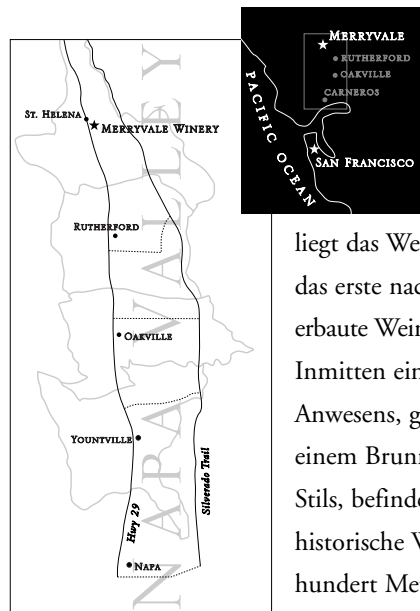 MERRYVALE
RUTHERFORD
OAKVILLE
CARNEROS
PACIFIC OCEAN
SAN FRANCISCO
NAPA VALLEY
ST. HELENA
MERRYVALE WINERY
RUTHERFORD
OAKVILLE
YOUNTVILLE
Hwy 29
Silverado Trail
NAPA
liegt das We
das erste nac
erbaute Wein
Inmitten ein
Anwesens, g
einem Brunn
Stils, befinde
historische W
hundert Me